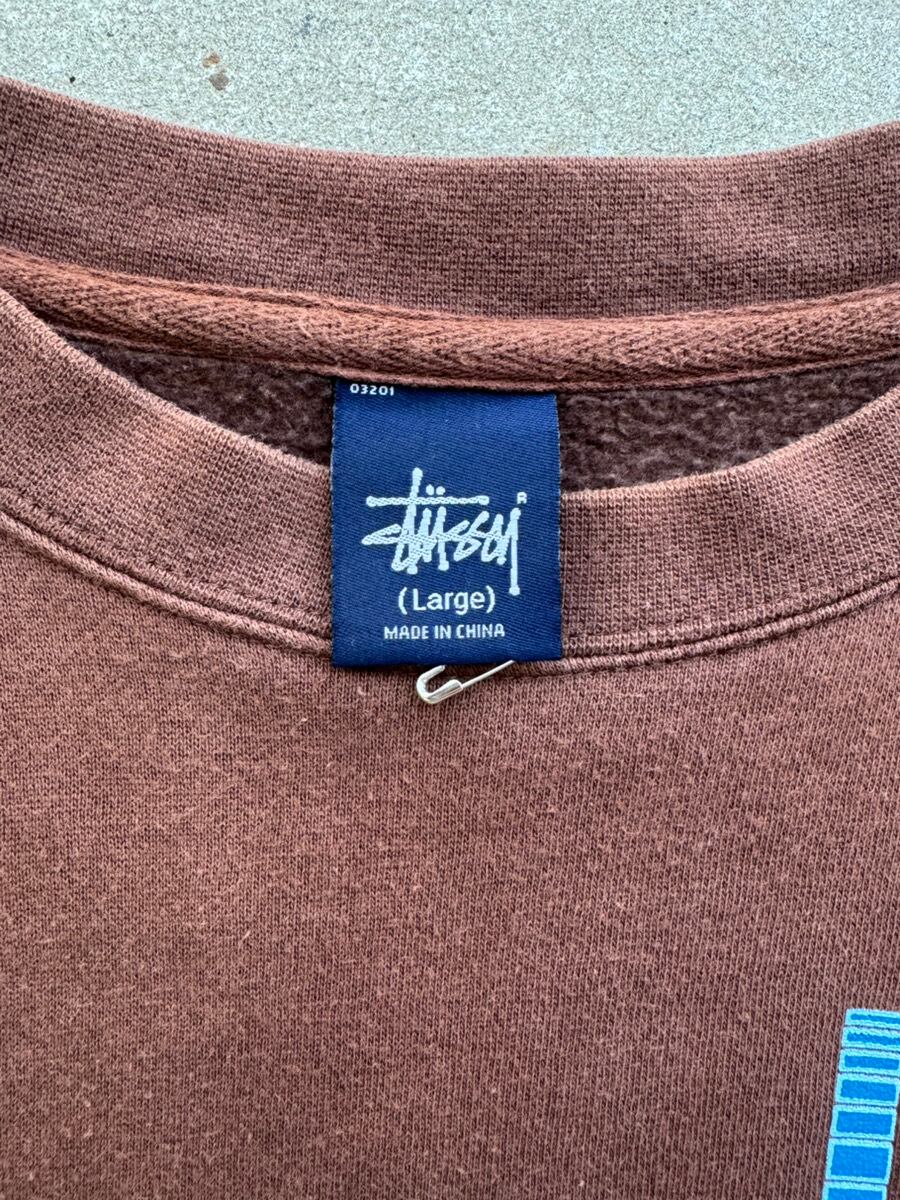 03201
Stüssy®
(Large)
MADE IN CHINA